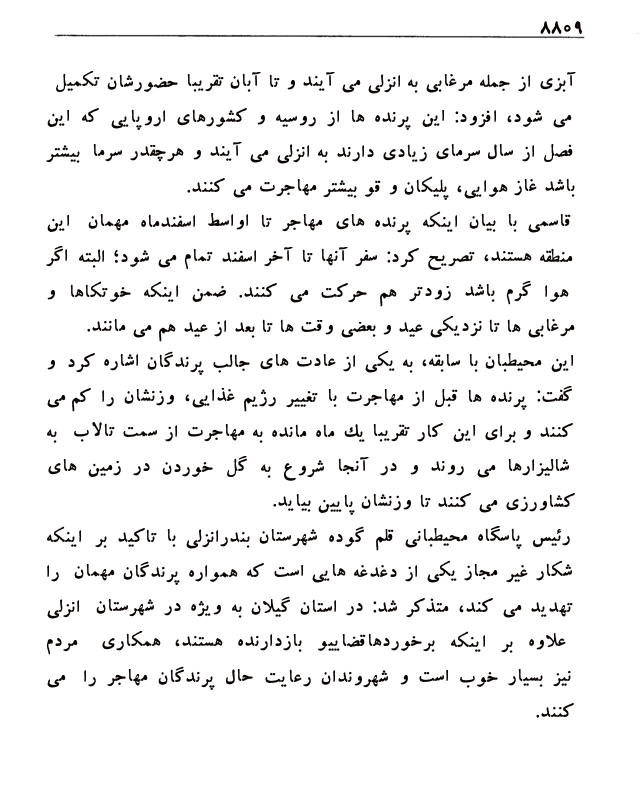 ۸۸۰۹
آبزی از جمله مرغابی به انزلی می آیند و تا آبان تقریبا حضورشان تکمیل
می شود، افزود: این پرنده ها از روسیه و کشورهای اروپایی که این
فصل از سال سرمای زیادی دارند به انزلی می آیند و هرچقدر سرما بیشتر
باشد غاز هوایی، پلیکان و قو بیشتر مهاجرت می کنند.
قاسمی با بیان اینکه پرنده های مهاجر تا اواسط اسفندماه مهمان این
منطقه هستند، تصریح کرد: سفر آنها تا آخر اسفند تمام می شود؛ البته اگر
هوا گرم باشد زودتر هم حرکت می کنند. ضمن اینکه خوتکاها و
مرغابی ها تا نزدیکی عید و بعضی وقت ها تا بعد از عید هم می مانند.
این محیطبان با سابقه، به یکی از عادت های جالب پرندگان اشاره کرد و
گفت: پرنده ها قبل از مهاجرت با تغییر رژیم غذایی، وزنشان را کم می
کنند و برای این کار تقریبا یك ماه مانده به مهاجرت از سمت تالاب به
شالیزارها می روند و در آنجا شروع به گل خوردن در زمین های
کشاورزی می کنند تا وزنشان پایین بیاید.
رئیس پاسگاه محیطبانی قلم گوده شهرستان بندرانزلی با تاکید بر اینکه
شکار غیر مجاز یکی از دغدغه هایی است که همواره پرندگان مهمان را
تهدید می کند، متذکر شد: در استان گیلان به ویژه در شهرستان انزلی
علاوه بر اینکه برخوردهاقضاییو بازدارنده هستند، همکاری مردم
نیز بسیار خوب است و شهروندان رعایت حال پرندگان مهاجر را می
کنند.